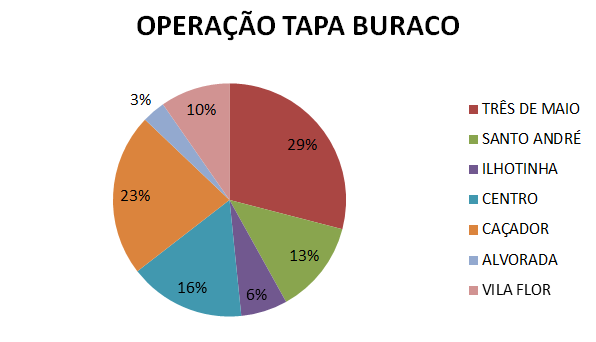 OPERAÇÃO TAPA BURACO
3%
10%
29%
23%
13%
16%
6%
TRÊS DE MAIO
SANTO ANDRÉ
ILHOTINHA
CENTRO
CAÇADOR
ALVORADA
VILA FLOR